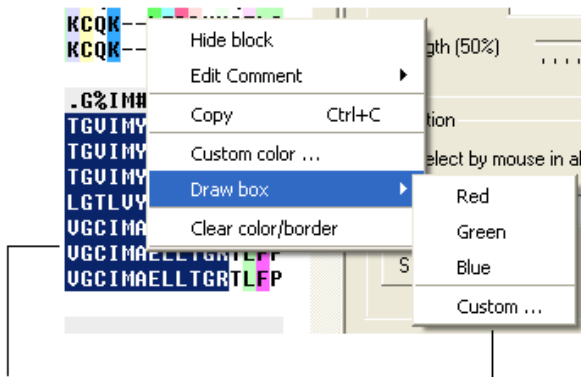 KCQK--
KCQK--
.G%IM#
TGVIMY
TGVIMY
TGVIMY
LGTLVY
VGCIMA
VGCIMAELLTGRTLFP
VGCIMAELLTGRTLFP
Hide block
Edit Comment
Copy Ctrl+C
Custom color ...
Draw box
Clear color/border
gth (50%)
tion
elect by mouse in al
S
Red
Green
Blue
Custom ...